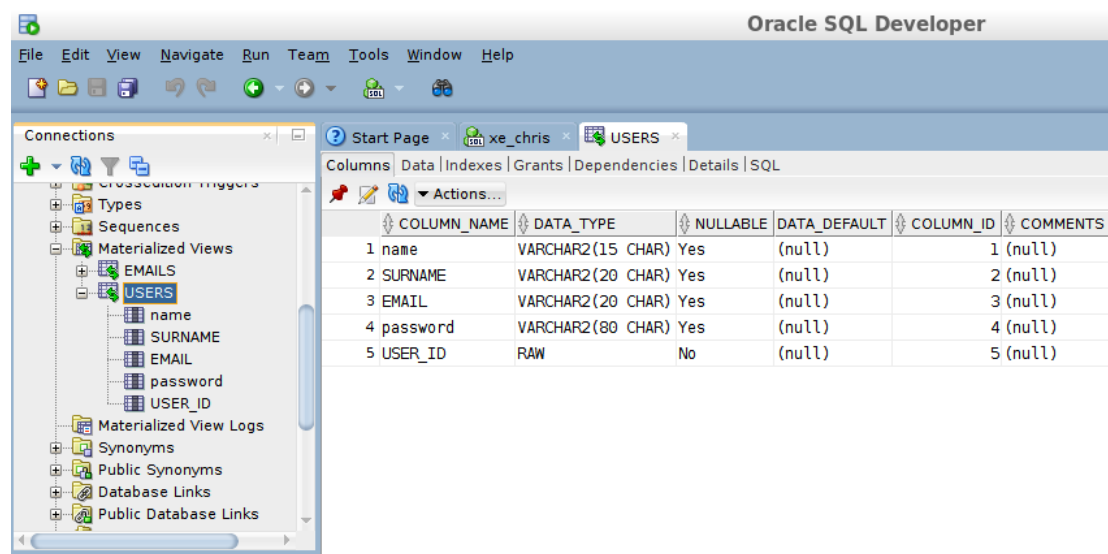 Oracle SQL Developer
File Edit View Navigate Run Team Tools Window Help
Connections
Crossedition Triggers
Types
Sequences
Materialized Views
EMAILS
USERS
name
SURNAME
EMAIL
password
USER_ID
Materialized View Logs
Synonyms
Public Synonyms
Database Links
Public Database Links
Start Page xe_chris USERS
Columns Data Indexes Grants Dependencies Details SQL
Actions...
COLUMN_NAME DATA_TYPE NULLABLE DATA_DEFAULT COLUMN_ID COMMENTS
1 name VARCHAR2(15 CHAR) Yes (null) 1 (null)
2 SURNAME VARCHAR2(20 CHAR) Yes (null) 2 (null)
3 EMAIL VARCHAR2(20 CHAR) Yes (null) 3 (null)
4 password VARCHAR2(80 CHAR) Yes (null) 4 (null)
5 USER_ID RAW No (null) 5 (null)